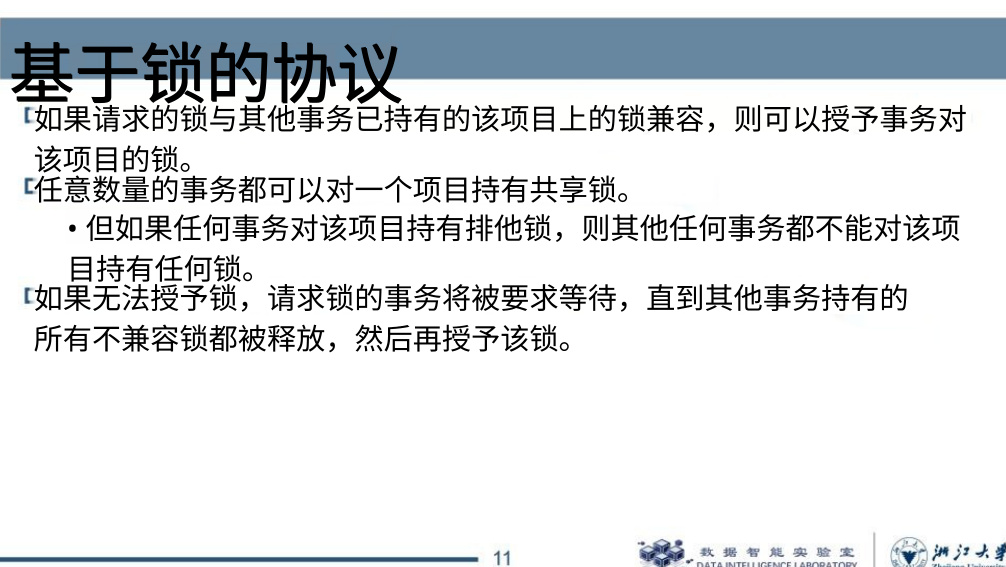 基于锁的协议
如果请求的锁与其他事务已持有的该项目上的锁兼容，则可以授予事务对
该项目的锁。
任意数量的事务都可以对一个项目持有共享锁。
• 但如果任何事务对该项目持有排他锁，则其他任何事务都不能对该项
目持有任何锁。
如果无法授予锁，请求锁的事务将被要求等待，直到其他事务持有的
所有不兼容锁都被释放，然后再授予该锁。
11
数据智能实验室
DATA INTELLIGENCE LABORATORY
浙江大学
Zhejiang University